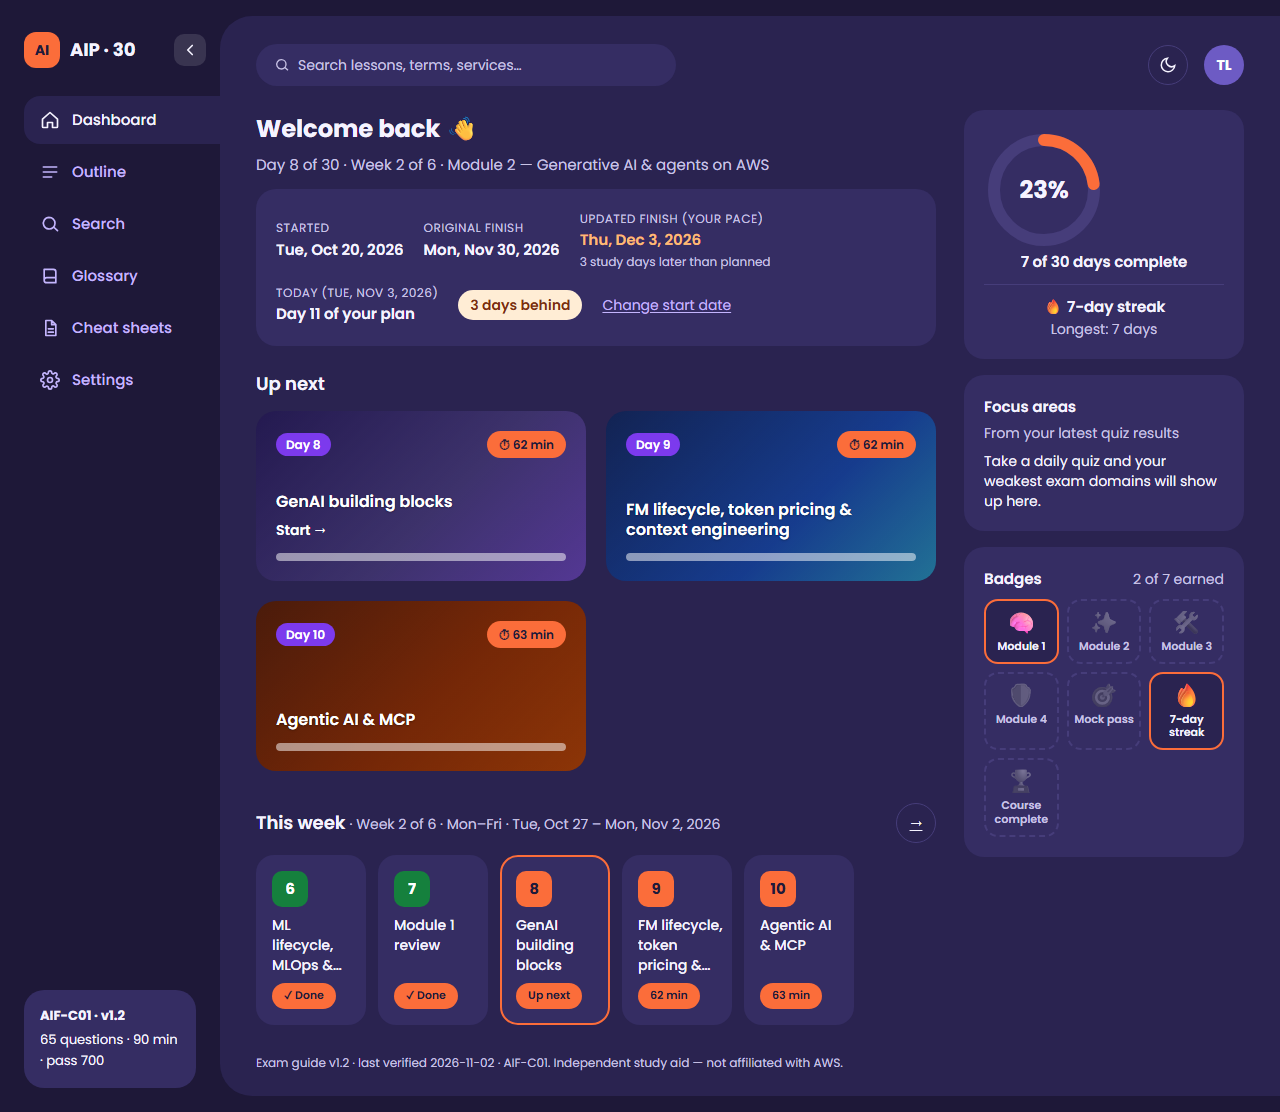 AI
AIP · 30
Dashboard
Outline
Search
Glossary
Cheat sheets
Settings
AIF-C01 · v1.2
65 questions · 90 min
· pass 700
Search lessons, terms, services...
TL
Welcome back 👋
Day 8 of 30 · Week 2 of 6 · Module 2 — Generative AI & agents on AWS
STARTED
Tue, Oct 20, 2026
ORIGINAL FINISH
Mon, Nov 30, 2026
UPDATED FINISH (YOUR PACE)
Thu, Dec 3, 2026
3 study days later than planned
TODAY (TUE, NOV 3, 2026)
Day 11 of your plan
3 days behind
Change start date
Up next
Day 8
⏱ 62 min
GenAI building blocks
Start →
Day 9
⏱ 62 min
FM lifecycle, token pricing &
context engineering
Day 10
⏱ 63 min
Agentic AI & MCP
This week · Week 2 of 6 · Mon–Fri · Tue, Oct 27 – Mon, Nov 2, 2026
→
6
ML
lifecycle,
MLOps &...
✓ Done
7
Module 1
review
✓ Done
8
GenAI
building
blocks
Up next
9
FM lifecycle,
token
pricing &...
62 min
10
Agentic AI
& MCP
63 min
Exam guide v1.2 · last verified 2026-11-02 · AIF-C01. Independent study aid — not affiliated with AWS.
23%
7 of 30 days complete
🔥 7-day streak
Longest: 7 days
Focus areas
From your latest quiz results
Take a daily quiz and your
weakest exam domains will show
up here.
Badges
2 of 7 earned
Module 1
Module 2
Module 3
Module 4
Mock pass
7-day
streak
Course
complete